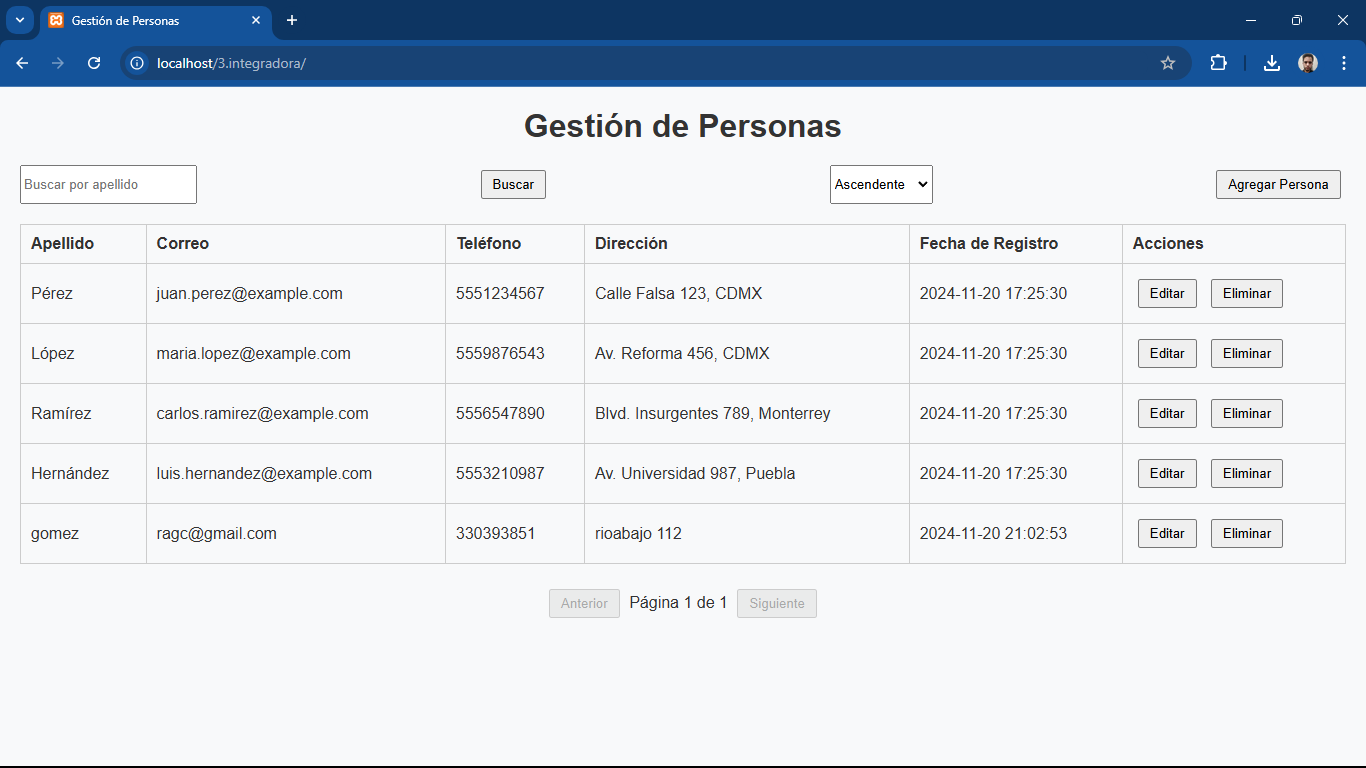 Gestión de Personas
localhost/3.integradora/
Gestión de Personas
Buscar por apellido Buscar Ascendente Agregar Persona
Apellido Correo Teléfono Dirección Fecha de Registro Acciones
Pérez juan.perez@example.com 5551234567 Calle Falsa 123, CDMX 2024-11-20 17:25:30 Editar Eliminar
López maria.lopez@example.com 5559876543 Av. Reforma 456, CDMX 2024-11-20 17:25:30 Editar Eliminar
Ramírez carlos.ramirez@example.com 5556547890 Blvd. Insurgentes 789, Monterrey 2024-11-20 17:25:30 Editar Eliminar
Hernández luis.hernandez@example.com 5553210987 Av. Universidad 987, Puebla 2024-11-20 17:25:30 Editar Eliminar
gomez ragc@gmail.com 330393851 rioabajo 112 2024-11-20 21:02:53 Editar Eliminar
Anterior Página 1 de 1 Siguiente